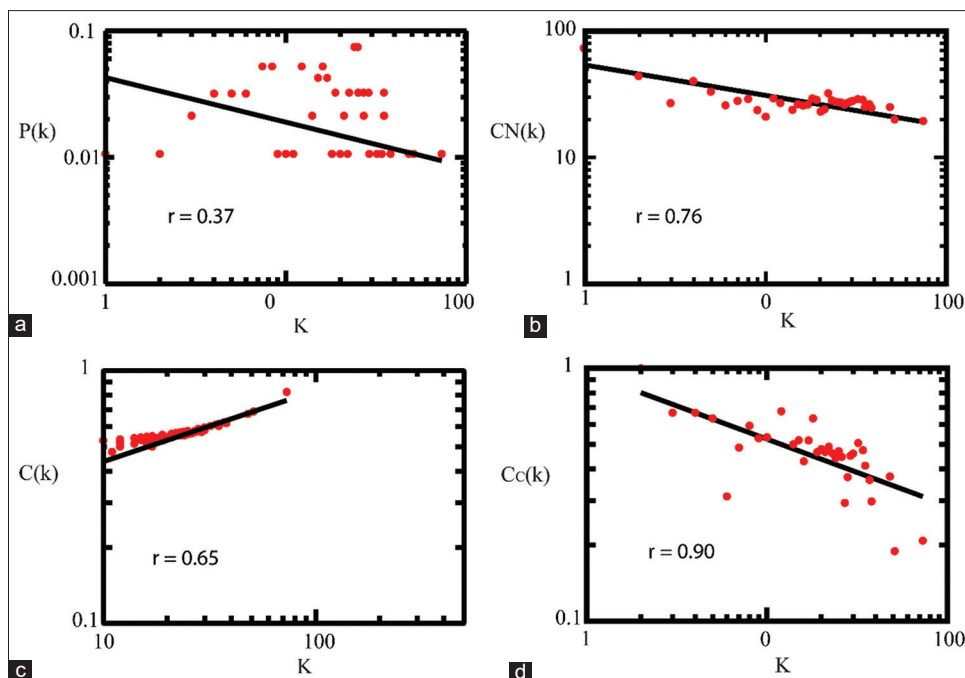 0.1
P(k)
0.01
0.001
r = 0.37
1 0 100
K
a
100
CN(k)
10
1
r = 0.76
1 0 100
K
b
1
C(k)
0.1
r = 0.65
10 100
K
c
1
Cc(k)
0.1
r = 0.90
1 0 100
K
d